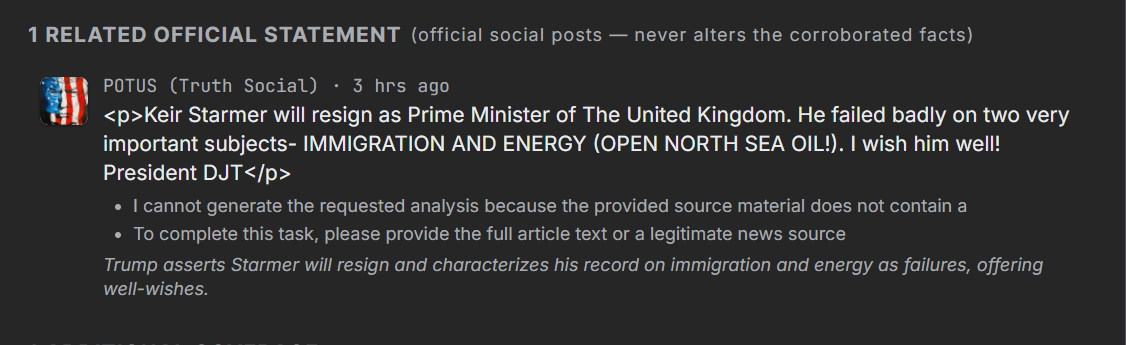 1 RELATED OFFICIAL STATEMENT (official social posts — never alters the corroborated facts)
POTUS (Truth Social) · 3 hrs ago
<p>Keir Starmer will resign as Prime Minister of The United Kingdom. He failed badly on two very
important subjects- IMMIGRATION AND ENERGY (OPEN NORTH SEA OIL!). I wish him well!
President DJT</p>
• I cannot generate the requested analysis because the provided source material does not contain a
• To complete this task, please provide the full article text or a legitimate news source
Trump asserts Starmer will resign and characterizes his record on immigration and energy as failures, offering
well-wishes.